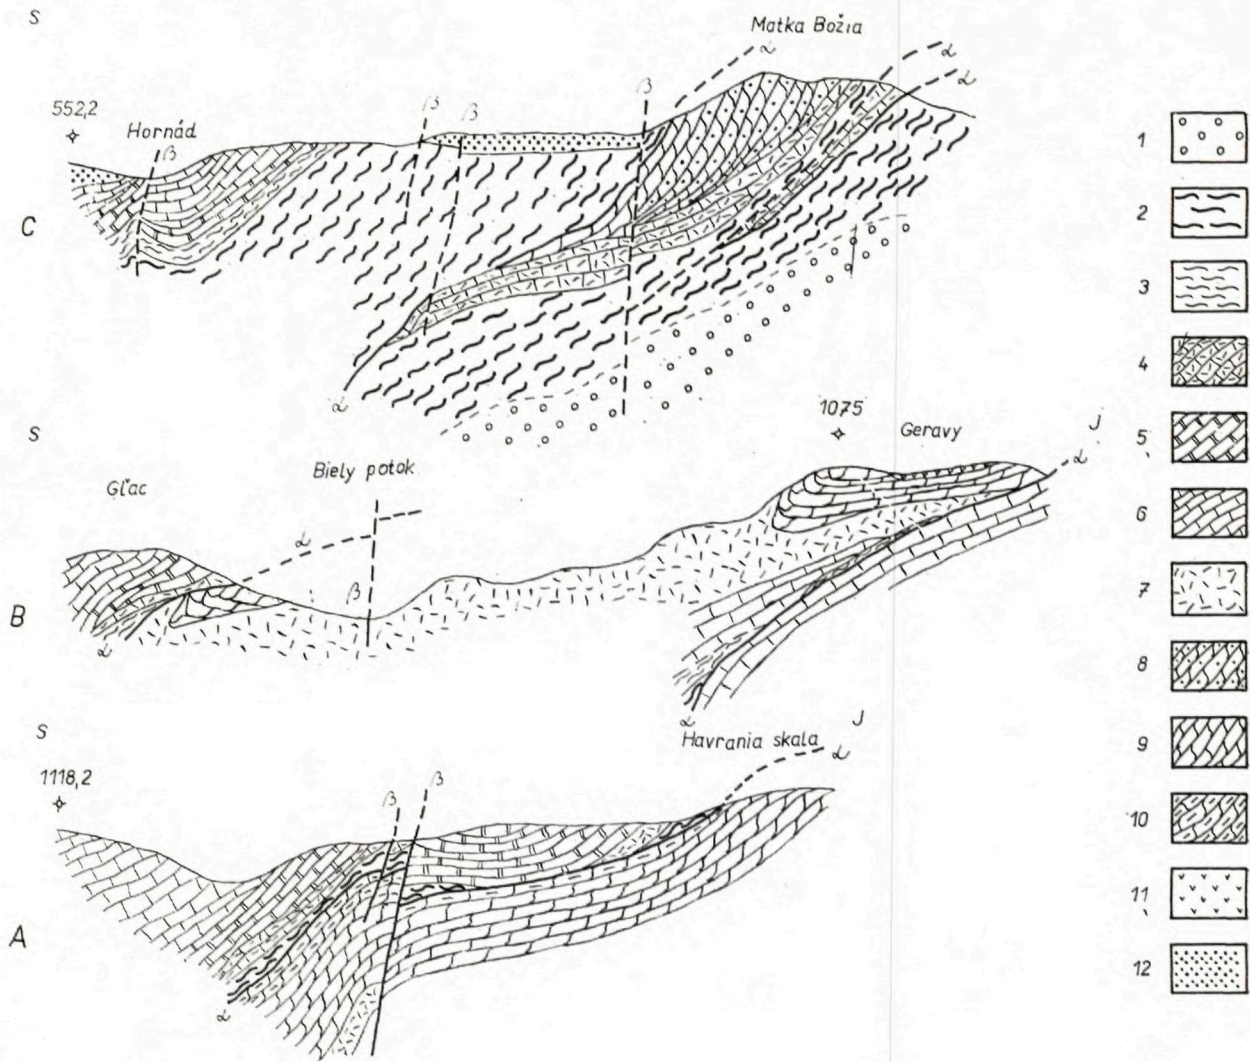 S
Matka Božia
α
α
α
β
β
β
552,2
Hornád
β
C
α
S
1075
Geravy
J
α
Biely potok
Gľac
α
β
B
α
α
S
J
Havrania skala
α
1118,2
β
β
A
α
1
2
3
4
5
6
7
8
9
10
11
12